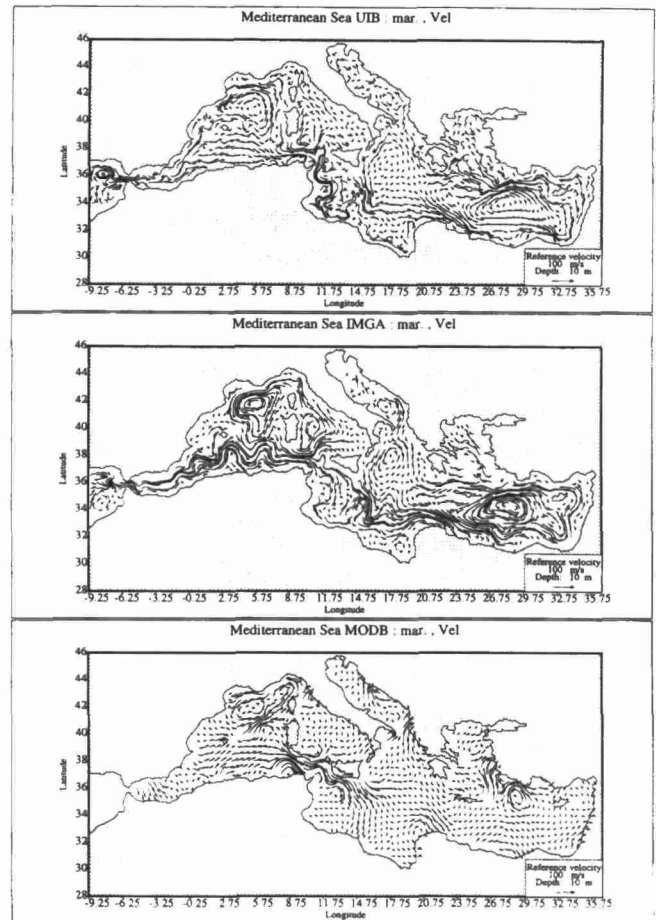 Mediterranean Sea UIB : mar. , Vel
46
44
42
40
38
36
34
32
30
28
Latitude
Reference velocity
100 m/s
Depth: 10 m
-9.25 -6.25 -3.25 -0.25 2.75 5.75 8.75 11.75 14.75 17.75 20.75 23.75 26.75 29.75 32.75 35.75
Longitude
Mediterranean Sea IMGA : mar. , Vel
46
44
42
40
38
36
34
32
30
28
Latitude
Reference velocity
100 m/s
Depth: 10 m
-9.25 -6.25 -3.25 -0.25 2.75 5.75 8.75 11.75 14.75 17.75 20.75 23.75 26.75 29.75 32.75 35.75
Longitude
Mediterranean Sea MODB : mar. , Vel
46
44
42
40
38
36
34
32
30
28
Latitude
Reference velocity
100 m/s
Depth: 10 m
-9.25 -6.25 -3.25 -0.25 2.75 5.75 8.75 11.75 14.75 17.75 20.75 23.75 26.75 29.75 32.75 35.75
Longitude